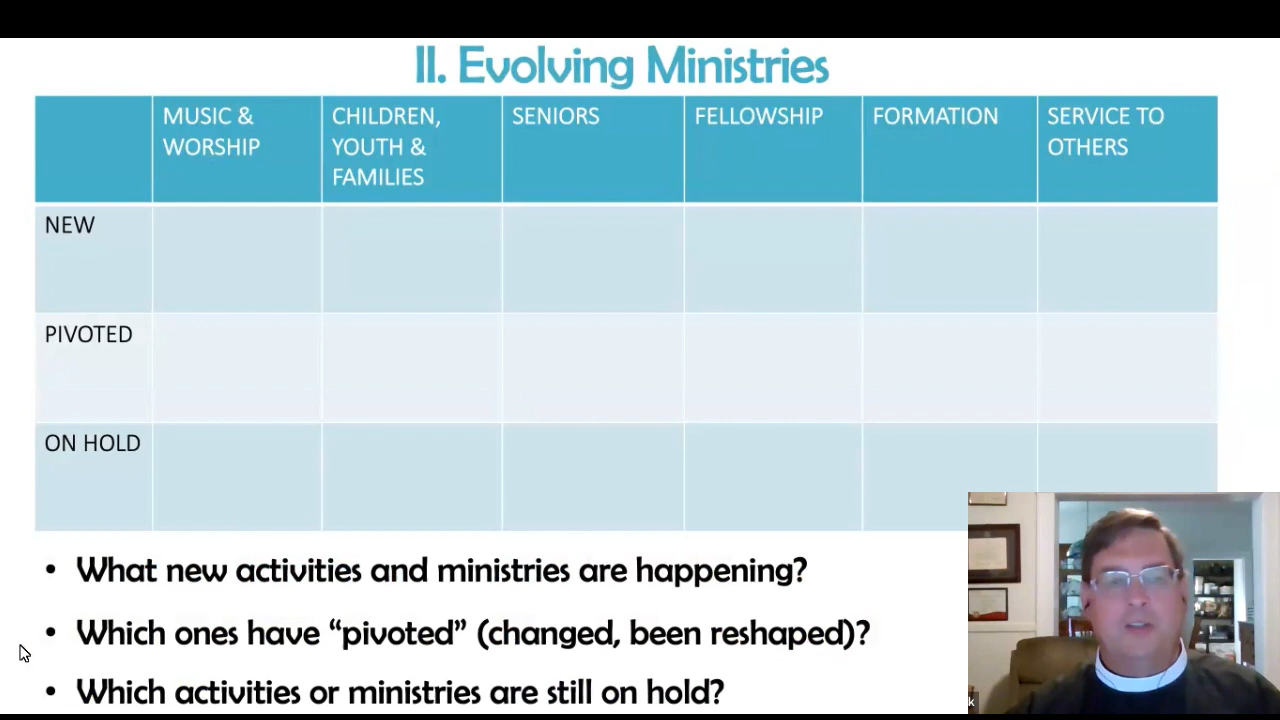 II. Evolving Ministries
MUSIC &
WORSHIP
CHILDREN,
YOUTH &
FAMILIES
SENIORS
FELLOWSHIP
FORMATION
SERVICE TO
OTHERS
NEW
PIVOTED
ON HOLD
• What new activities and ministries are happening?
• Which ones have “pivoted” (changed, been reshaped)?
• Which activities or ministries are still on hold?
k